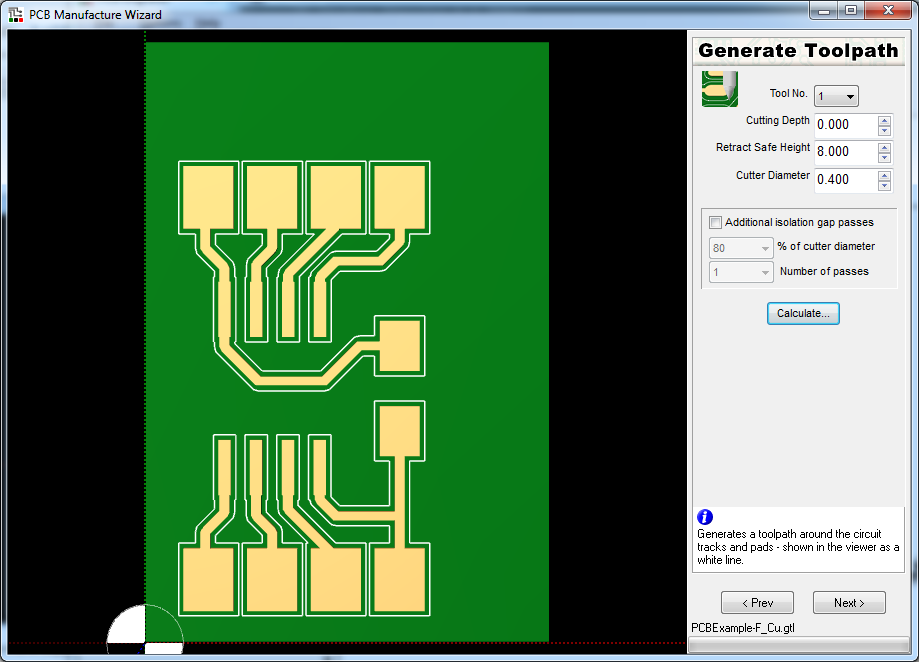 PCB Manufacture Wizard
Generate Toolpath
Tool No. 1
Cutting Depth 0.000
Retract Safe Height 8.000
Cutter Diameter 0.400
Additional isolation gap passes
80 % of cutter diameter
1 Number of passes
Calculate...
Generates a toolpath around the circuit
tracks and pads - shown in the viewer as a
white line.
< Prev Next >
PCBExample-F_Cu.gtl